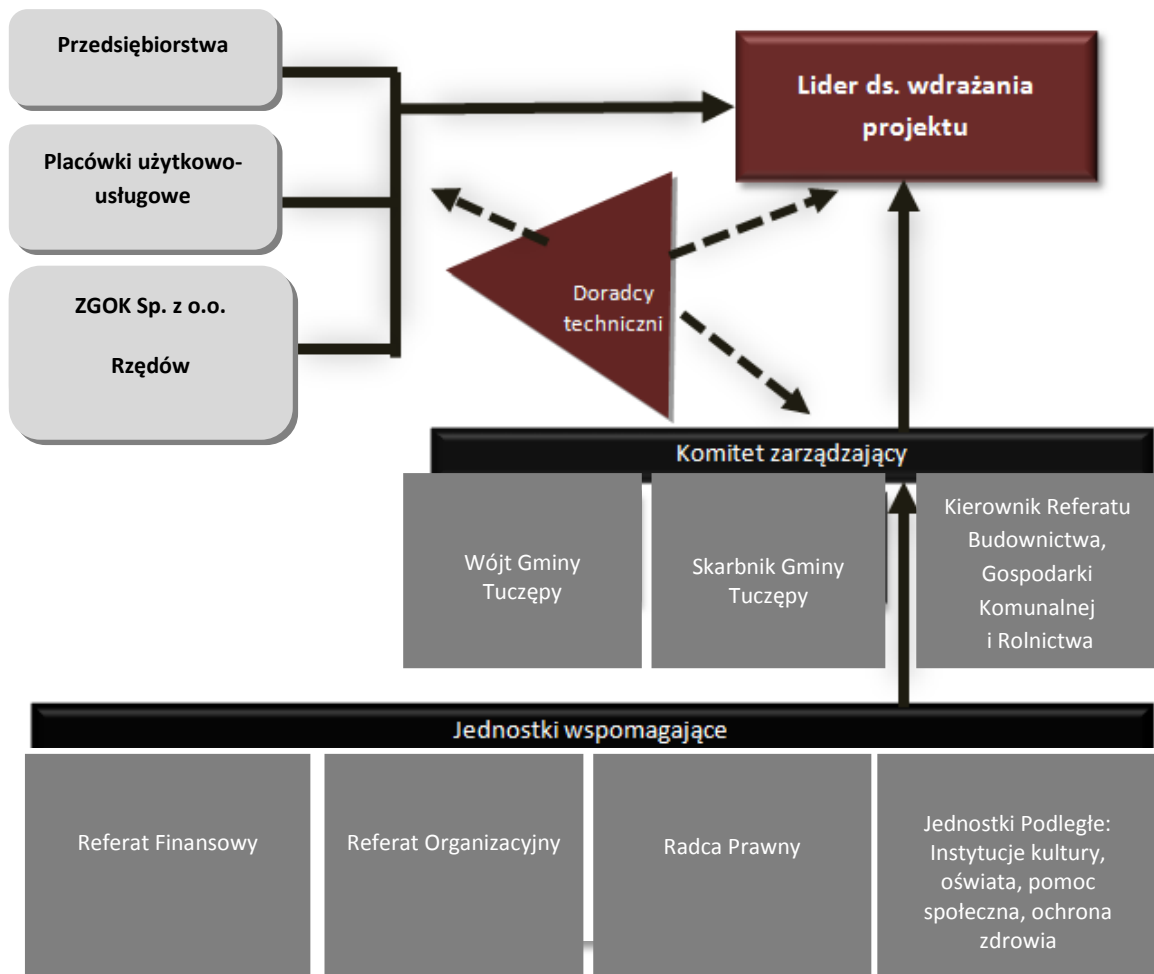 Przedsiębiorstwa
Placówki użytkowo-
usługowe
ZGOK Sp. z o.o.
Rzędów
Lider ds. wdrażania
projektu
Doradcy
techniczni
Komitet zarządzający
Wójt Gminy
Tuczępy
Skarbnik Gminy
Tuczępy
Kierownik Referatu
Budownictwa,
Gospodarki
Komunalnej
i Rolnictwa
Jednostki wspomagające
Referat Finansowy
Referat Organizacyjny
Radca Prawny
Jednostki Podległe:
Instytucje kultury,
oświata, pomoc
społeczna, ochrona
zdrowia